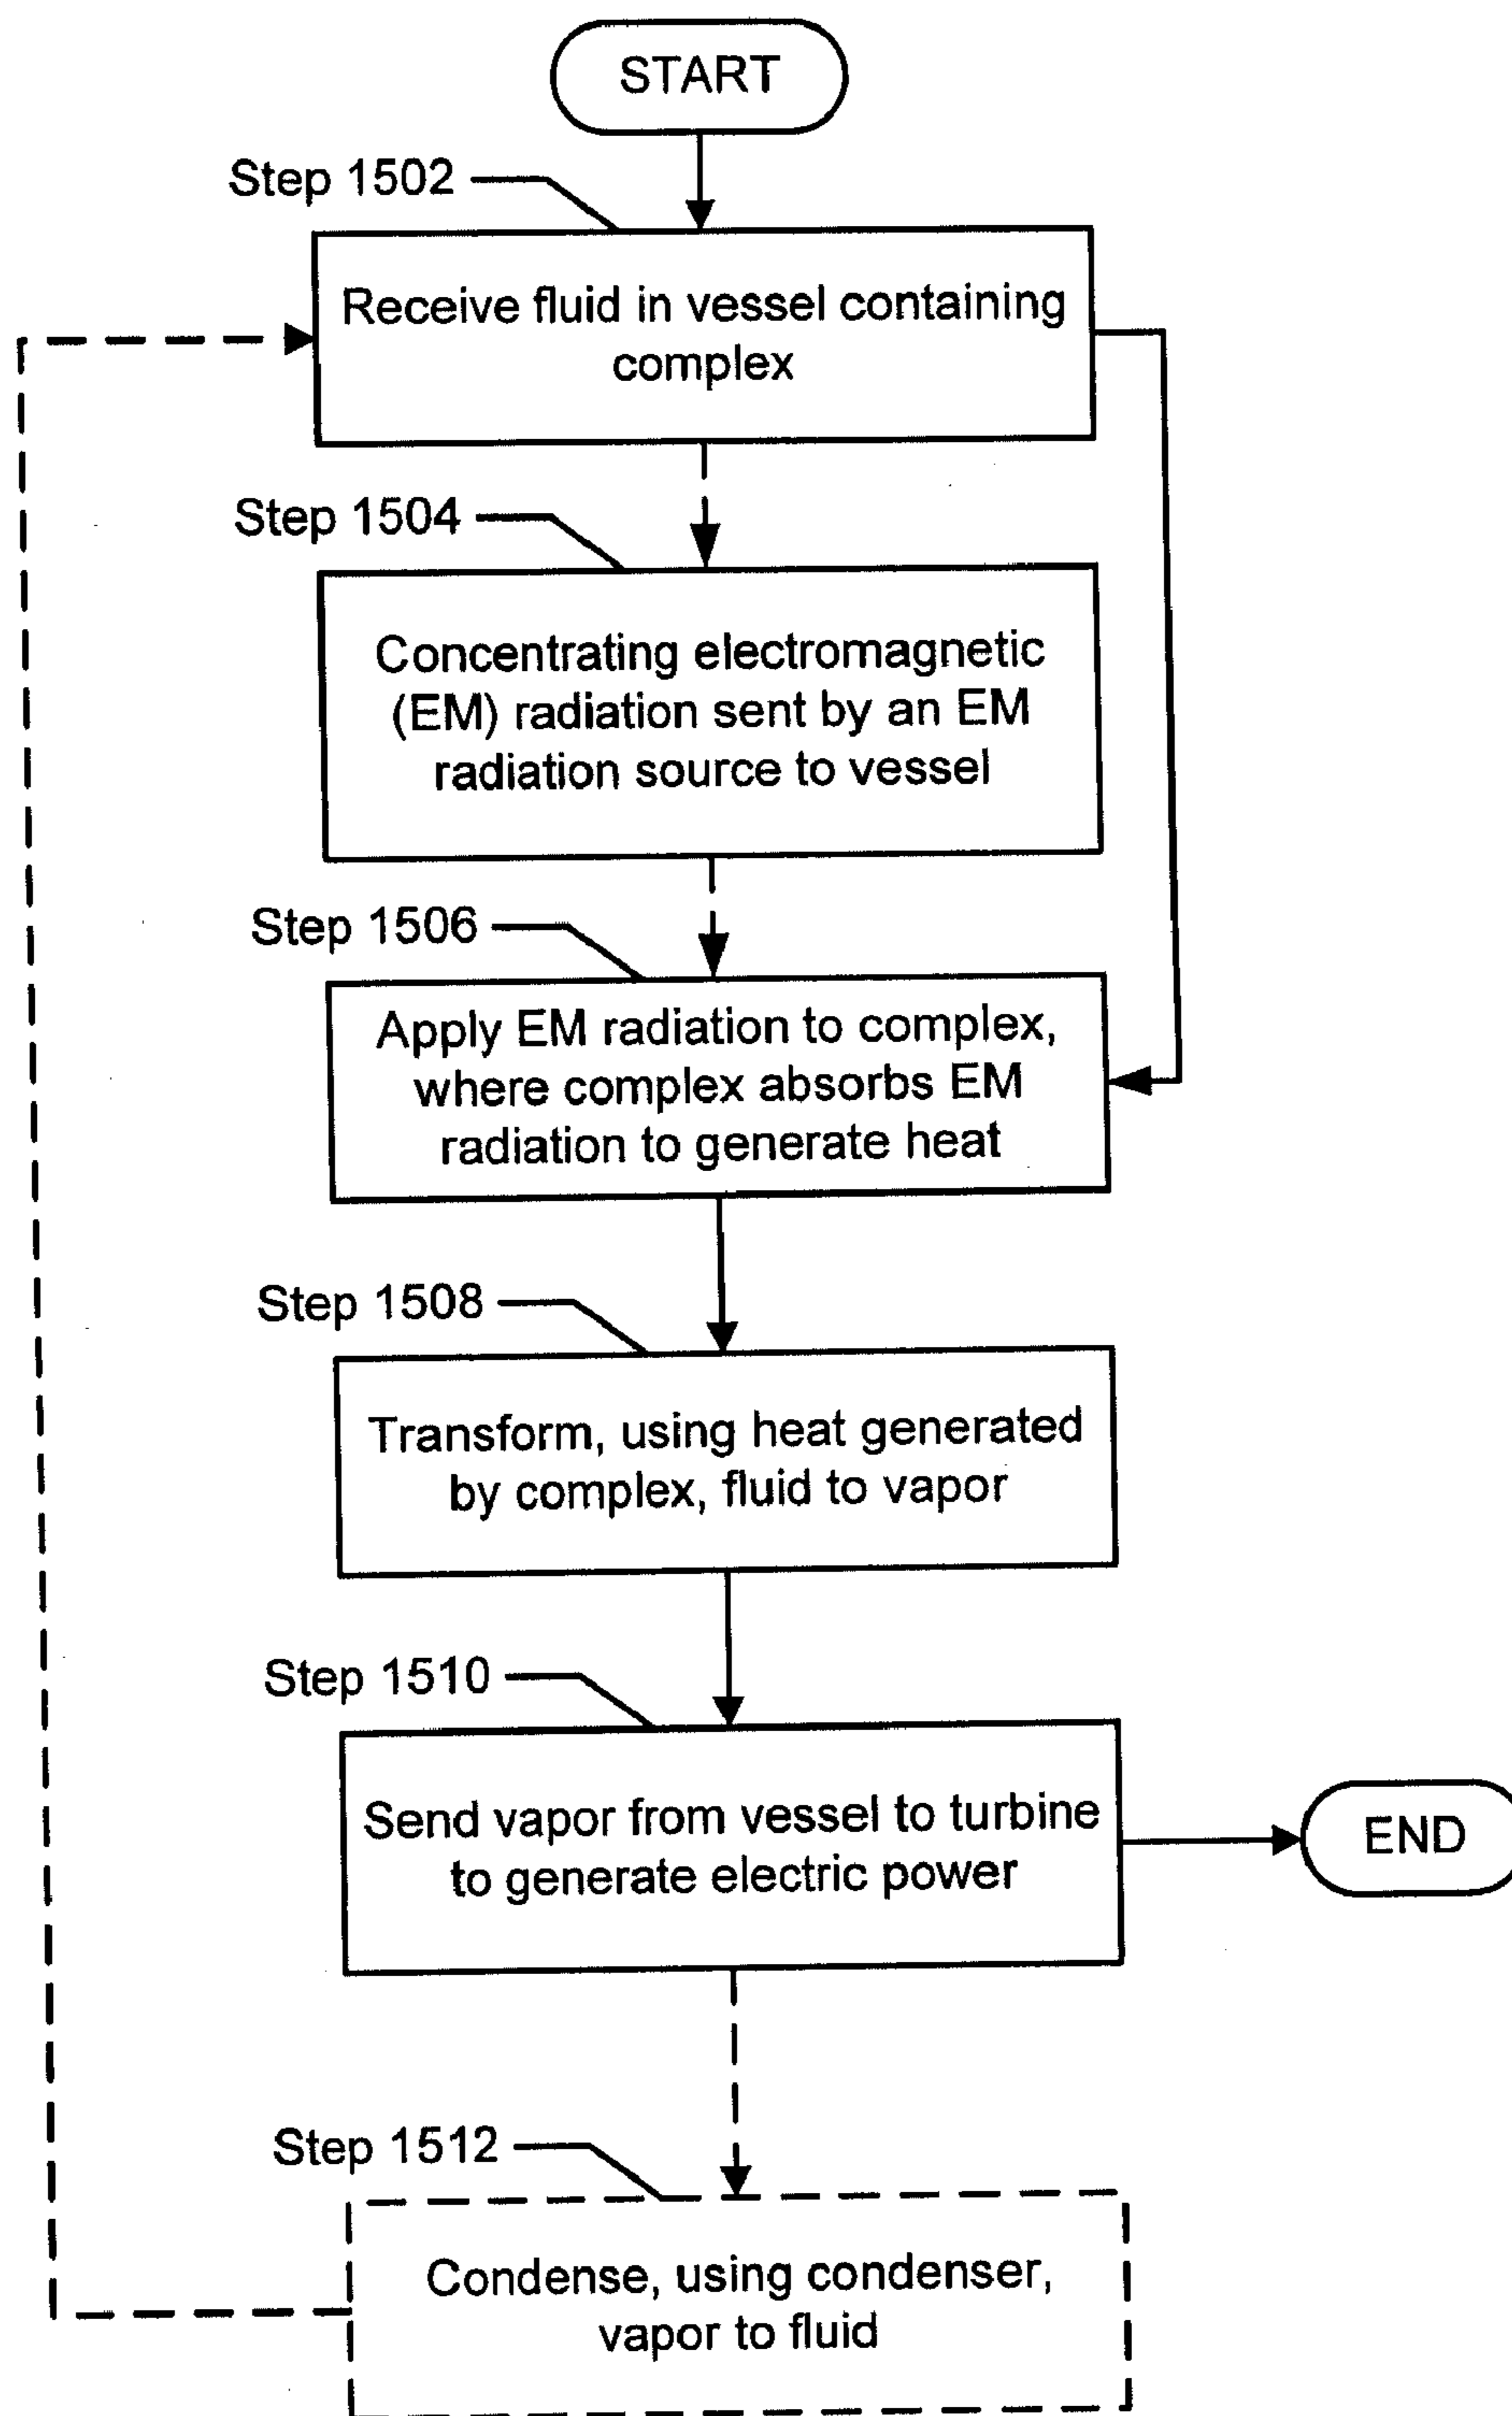 START
Step 1502
Receive fluid in vessel containing
complex
Step 1504
Concentrating electromagnetic
(EM) radiation sent by an EM
radiation source to vessel
Step 1506
Apply EM radiation to complex,
where complex absorbs EM
radiation to generate heat
Step 1508
Transform, using heat generated
by complex, fluid to vapor
Step 1510
Send vapor from vessel to turbine
to generate electric power
END
Step 1512
Condense, using condenser,
vapor to fluid